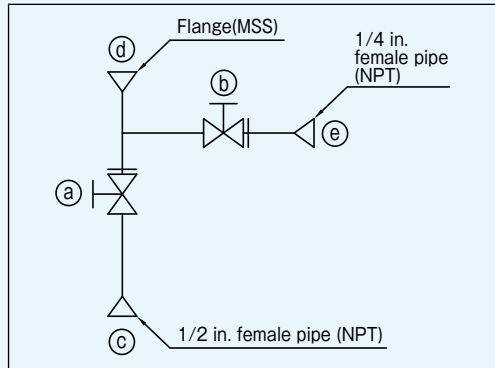 Flange(MSS)
d
1/4 in.
female pipe
(NPT)
b
e
a
1/2 in. female pipe (NPT)
c